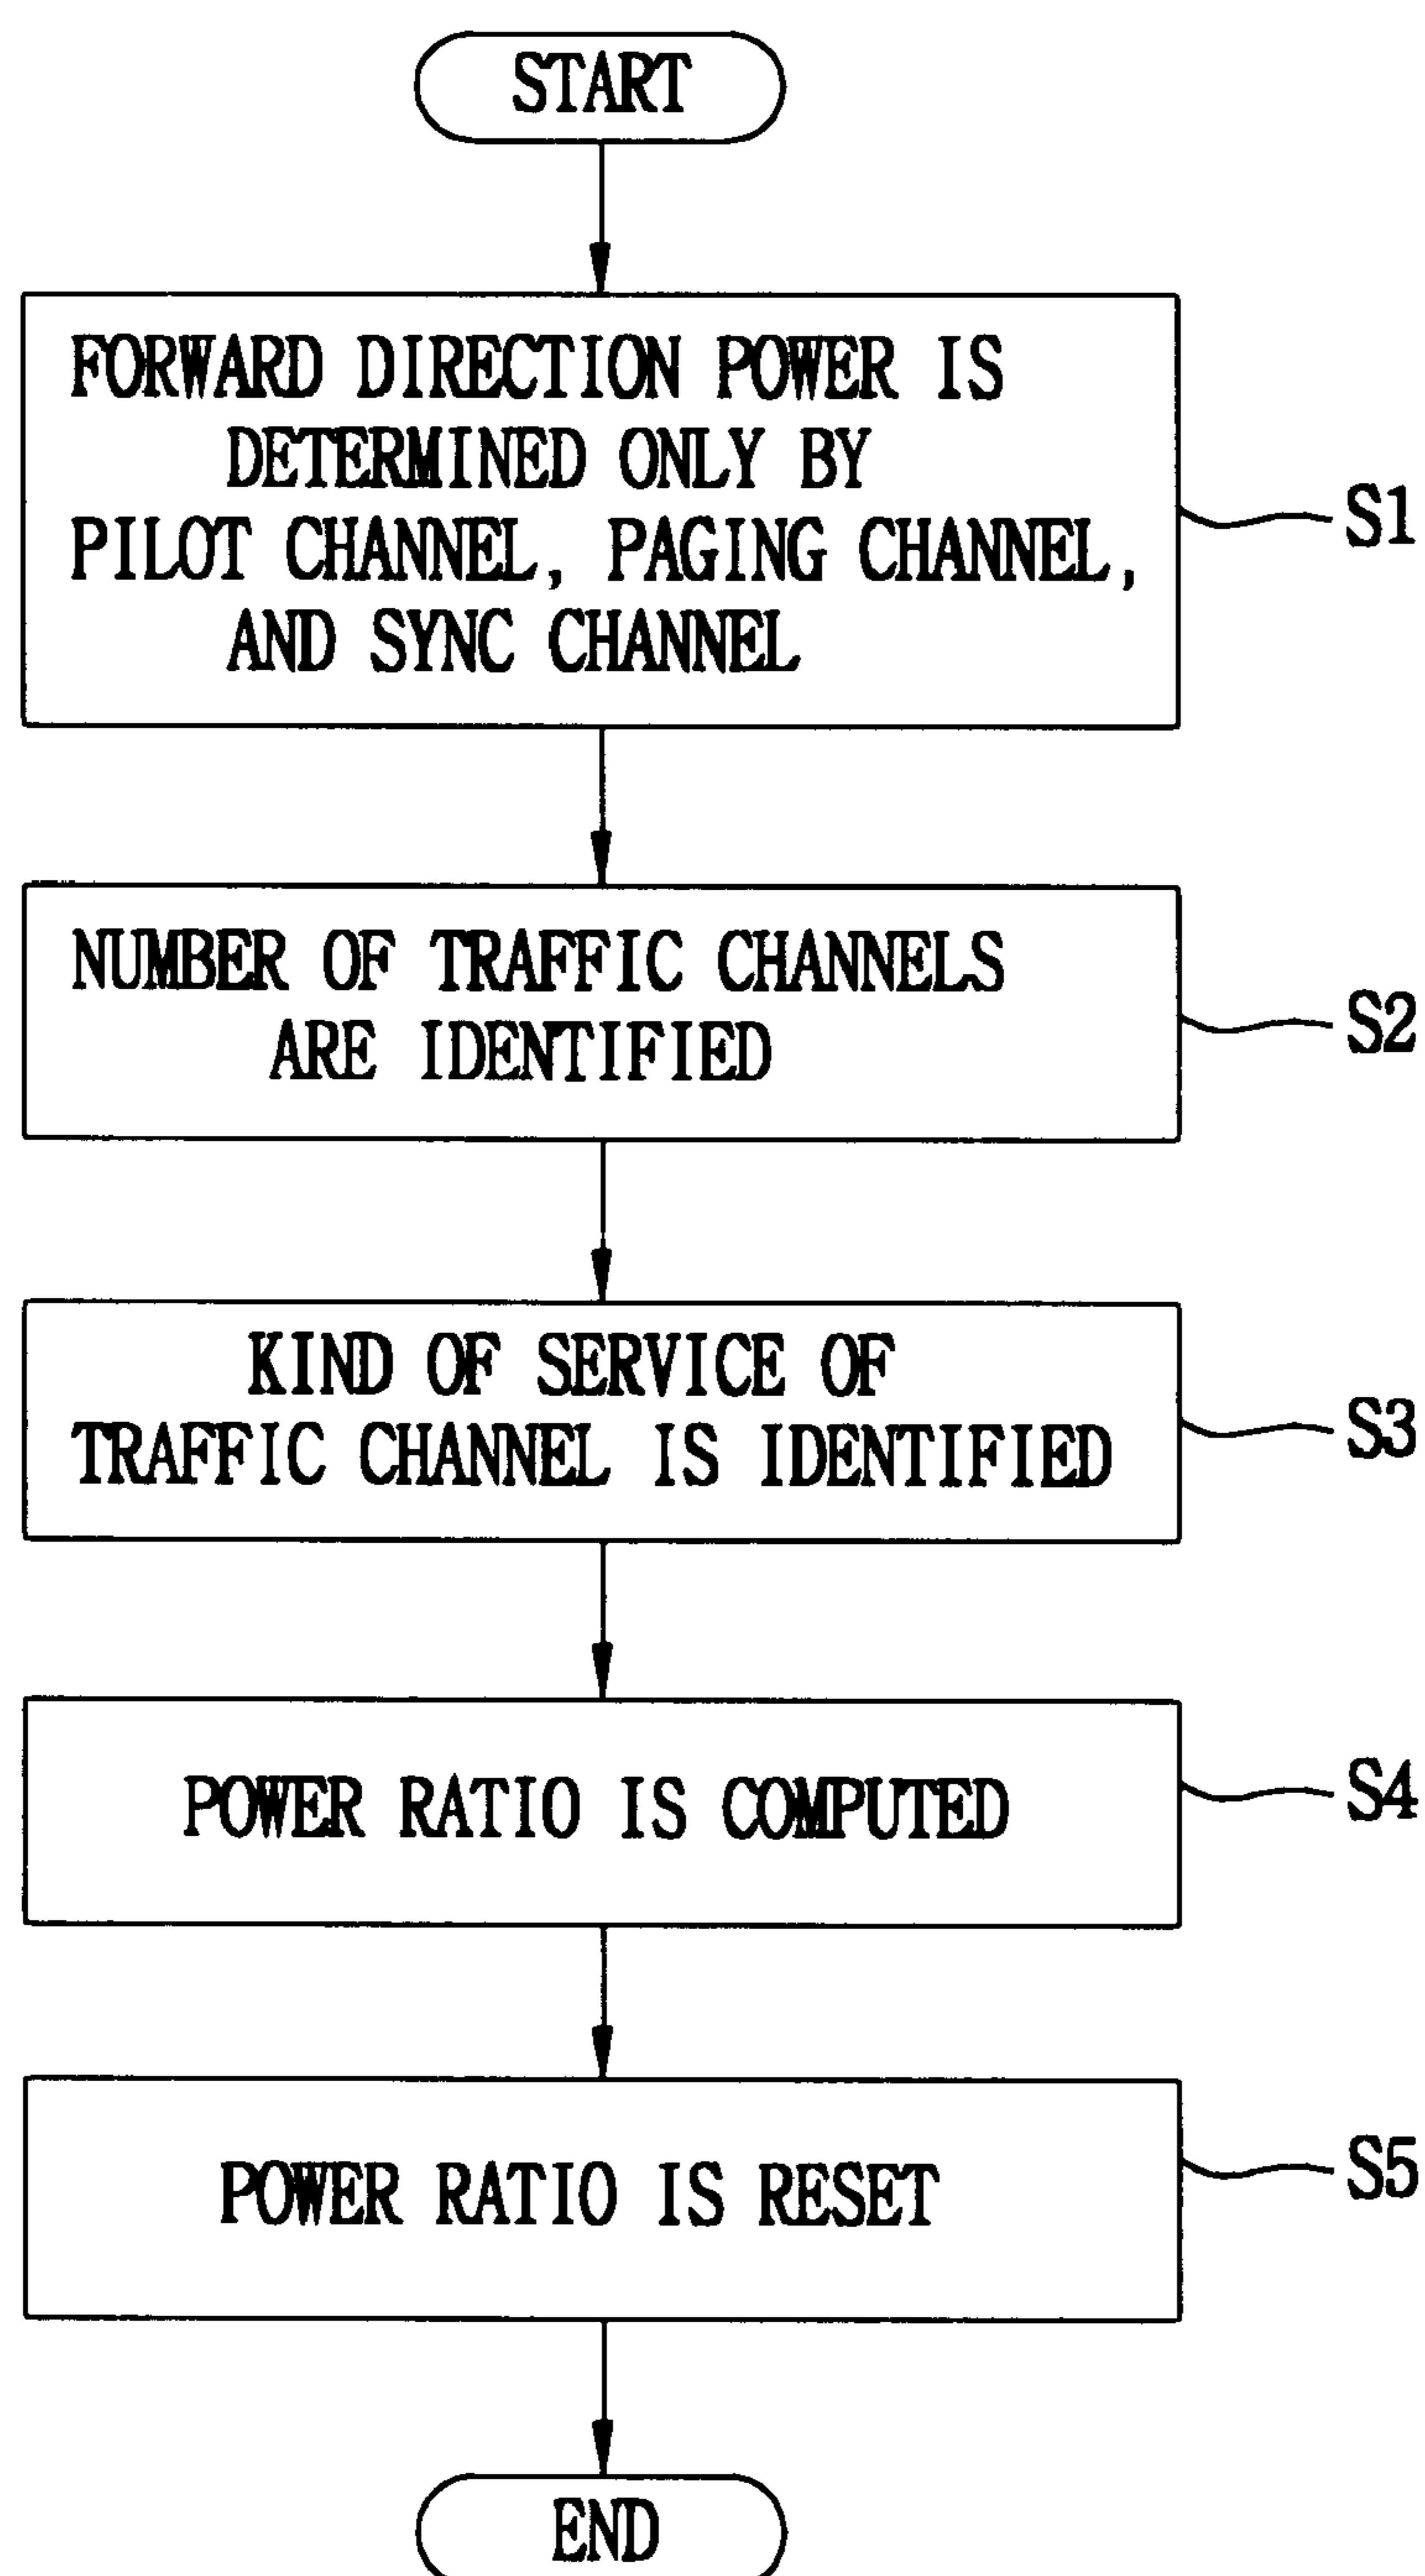 START
FORWARD DIRECTION POWER IS
DETERMINED ONLY BY
PILOT CHANNEL, PAGING CHANNEL,
AND SYNC CHANNEL
S1
NUMBER OF TRAFFIC CHANNELS
ARE IDENTIFIED
S2
KIND OF SERVICE OF
TRAFFIC CHANNEL IS IDENTIFIED
S3
POWER RATIO IS COMPUTED
S4
POWER RATIO IS RESET
S5
END